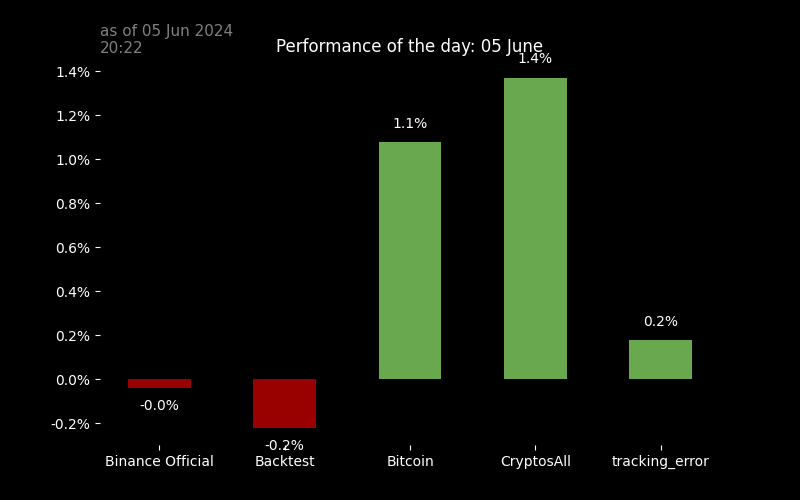 as of 05 Jun 2024
20:22
Performance of the day: 05 June
1.4%
1.4%
1.2%
1.1%
1.0%
0.8%
0.6%
0.4%
0.2%
0.2%
0.0%
-0.0%
-0.2%
-0.2%
Binance Official
Backtest
Bitcoin
CryptosAll
tracking_error